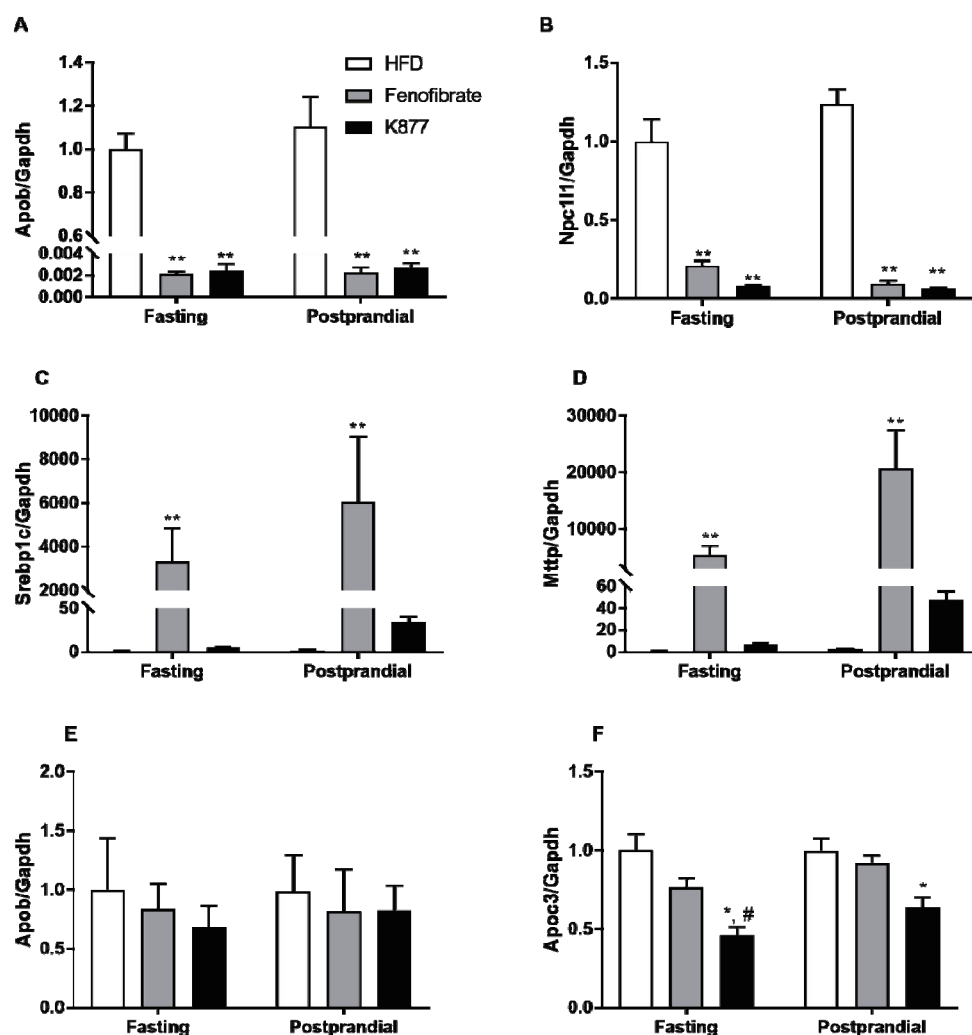 A
Apob/Gapdh
1.4
1.2
1.0
0.8
0.6
0.004
0.002
0.000
HFD
Fenofibrate
K877
** ** ** **
Fasting Postprandial
B
Npc1l1/Gapdh
1.5
1.0
0.5
0.0
** ** ** **
Fasting Postprandial
C
Srebp1c/Gapdh
10000
8000
6000
4000
2000
50
0
** **
Fasting Postprandial
D
Mttp/Gapdh
30000
20000
10000
60
40
20
0
** **
Fasting Postprandial
E
Apob/Gapdh
2.0
1.5
1.0
0.5
0.0
Fasting Postprandial
F
Apoc3/Gapdh
1.5
1.0
0.5
0.0
*, # *
Fasting Postprandial